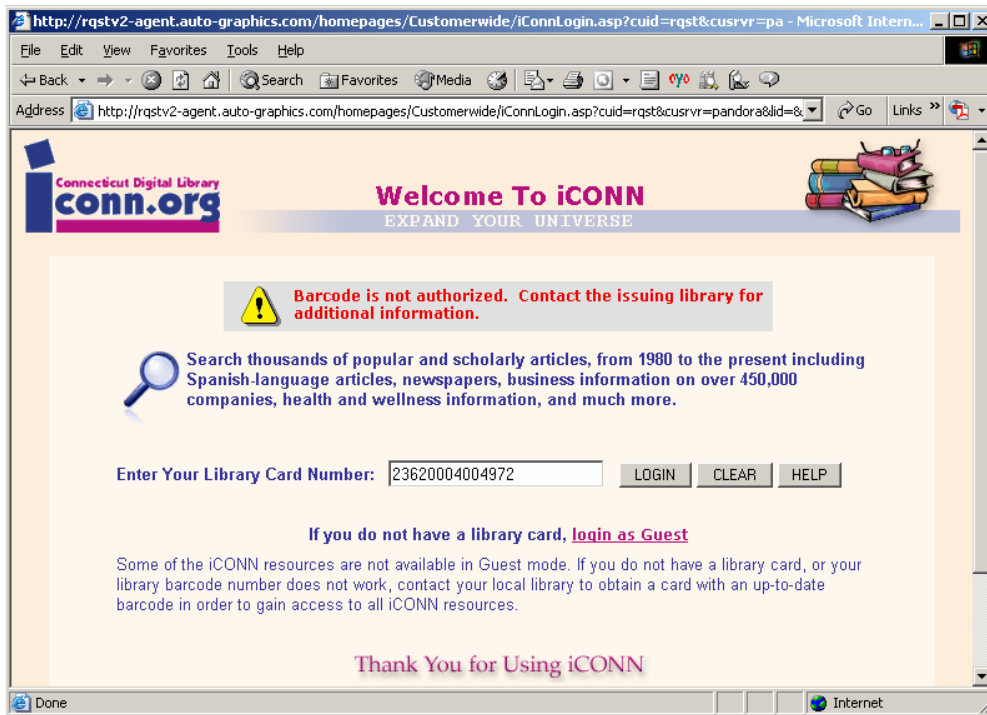 http://rqstv2-agent.auto-graphics.com/homepages/Customerwide/iConnLogin.asp?cuid=rqst&cusrvr=pa - Microsoft Intern...
File Edit View Favorites Tools Help
Back Search Favorites Media
Address http://rqstv2-agent.auto-graphics.com/homepages/Customerwide/iConnLogin.asp?cuid=rqst&cusrvr=pandora&lid=& Go Links »
Connecticut Digital Library
iconn.org
Welcome To iCONN
EXPAND YOUR UNIVERSE
Barcode is not authorized. Contact the issuing library for
additional information.
Search thousands of popular and scholarly articles, from 1980 to the present including
Spanish-language articles, newspapers, business information on over 450,000
companies, health and wellness information, and much more.
Enter Your Library Card Number: 23620004004972 LOGIN CLEAR HELP
If you do not have a library card, login as Guest
Some of the iCONN resources are not available in Guest mode. If you do not have a library card, or your
library barcode number does not work, contact your local library to obtain a card with an up-to-date
barcode in order to gain access to all iCONN resources.
Thank You for Using iCONN
Done Internet